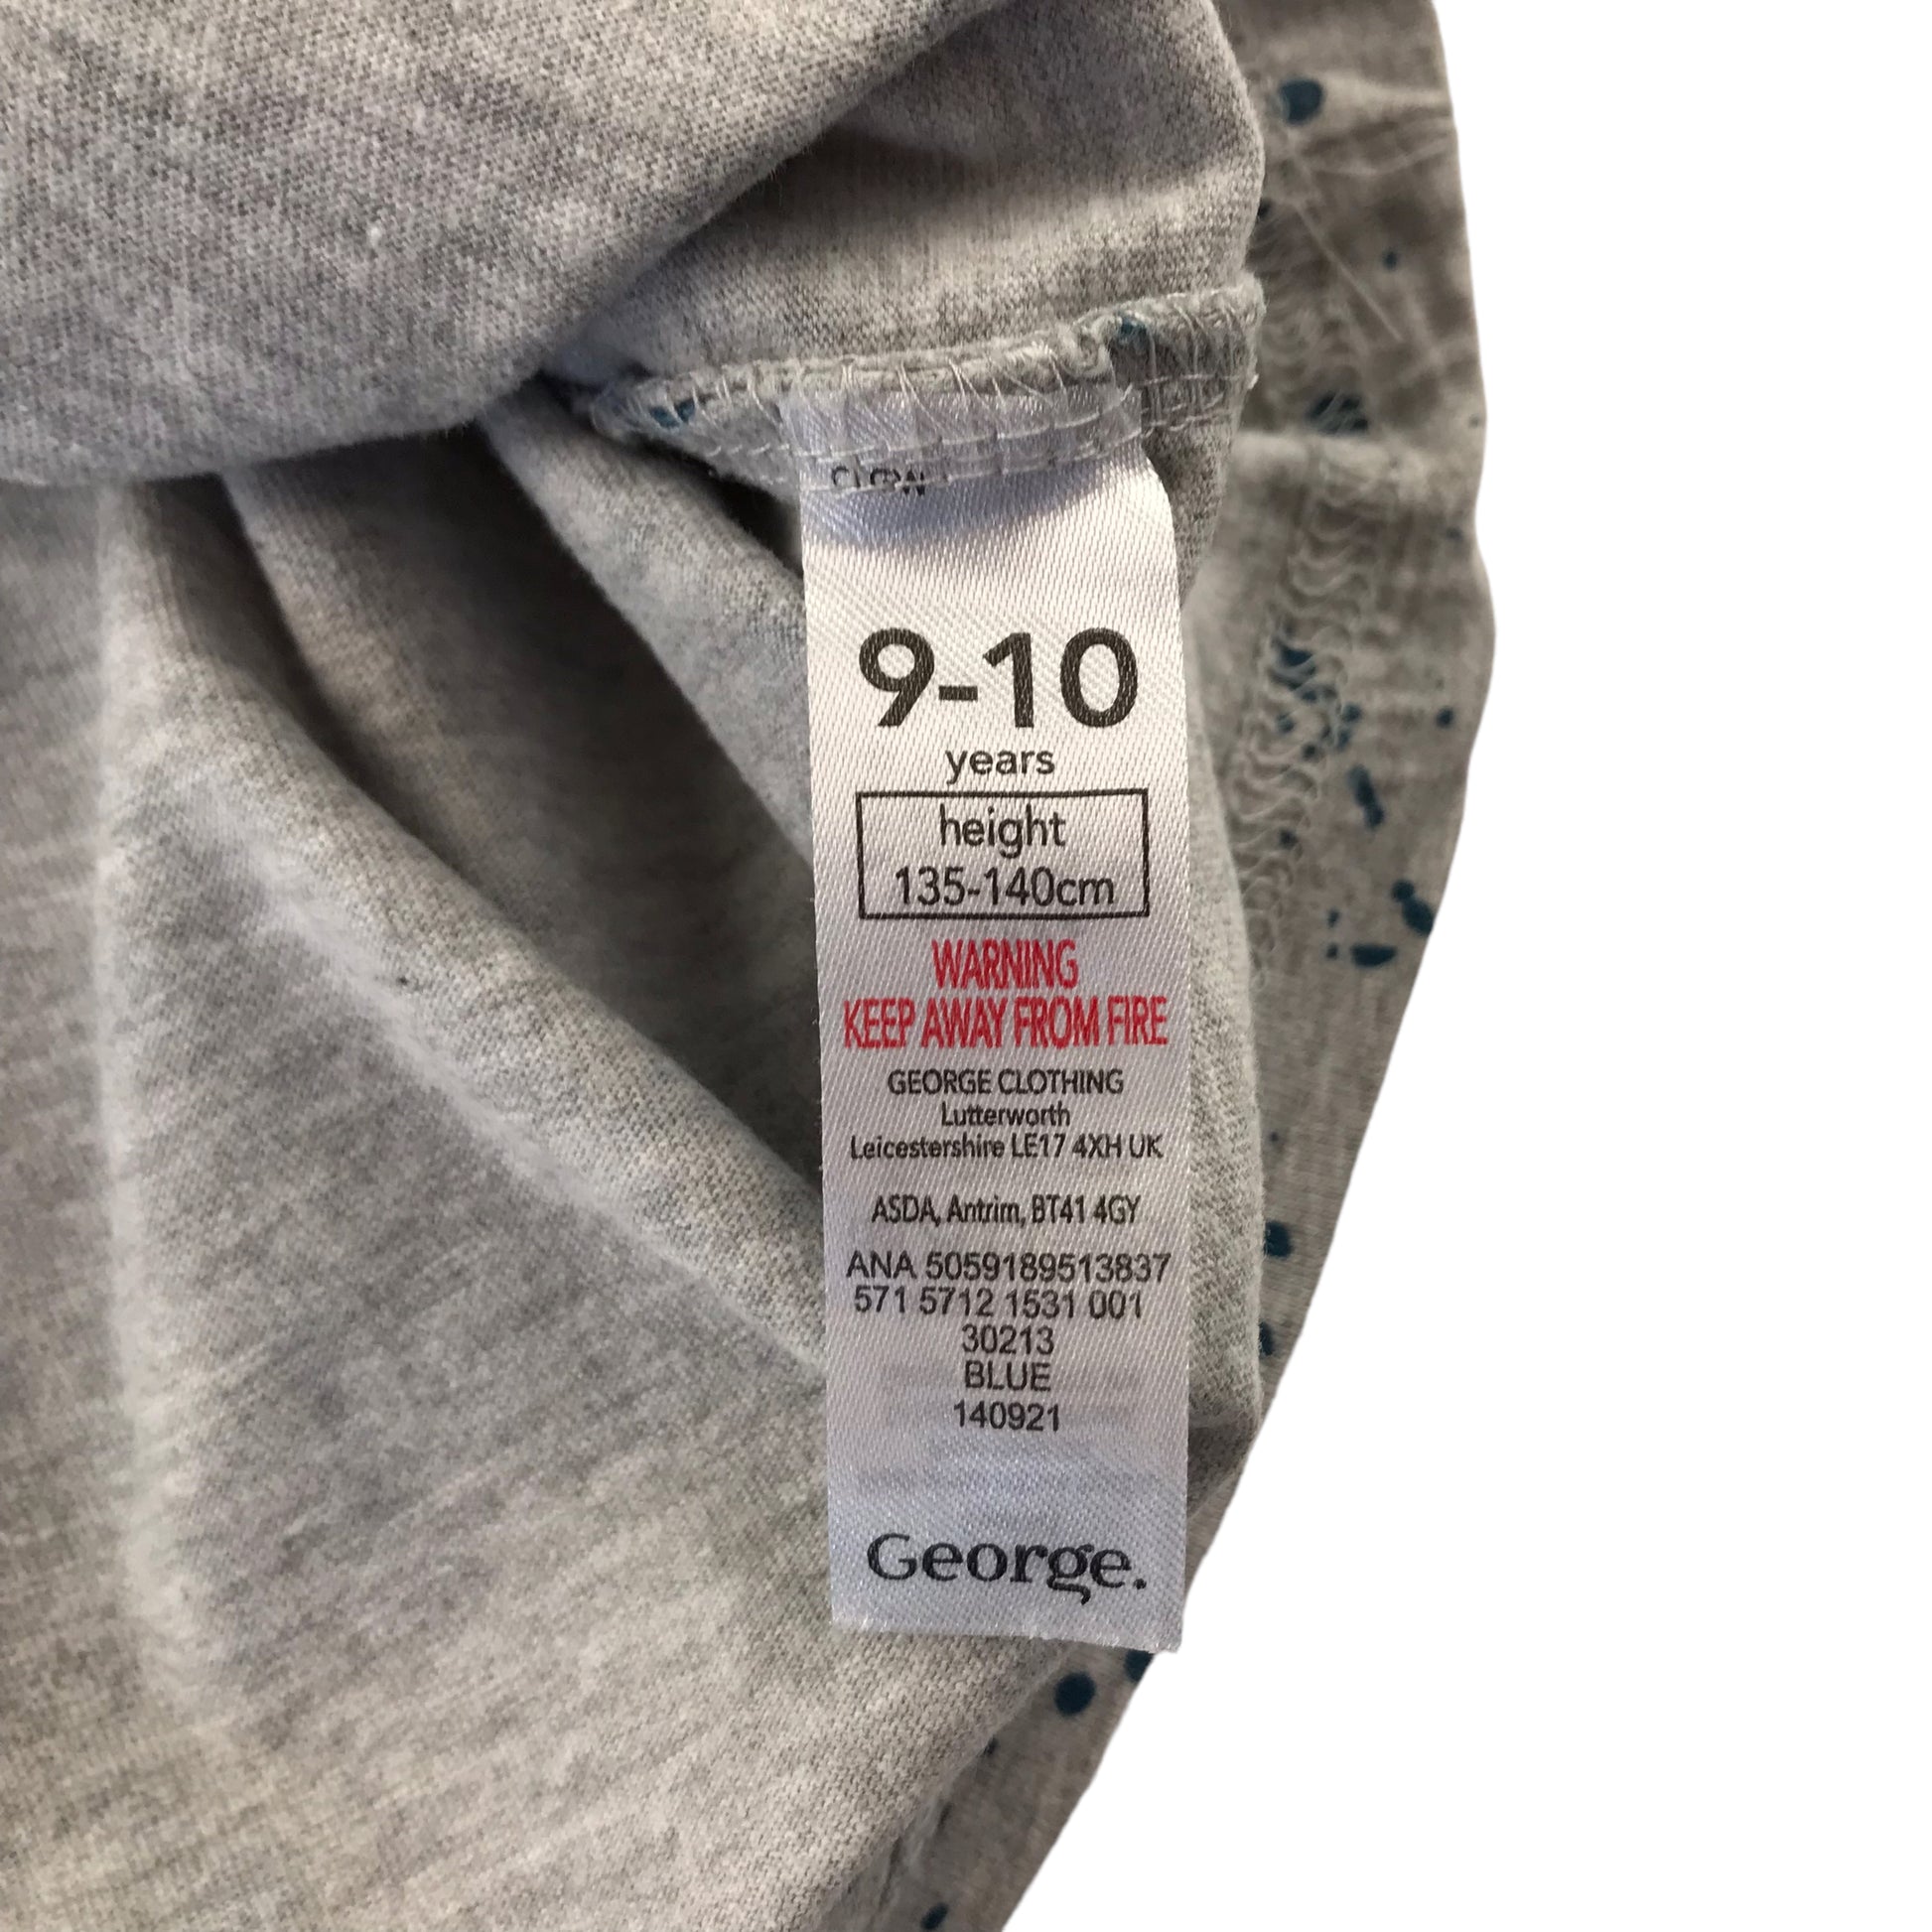 9-10
years
height
135-140cm
WARNING
KEEP AWAY FROM FIRE
GEORGE CLOTHING
Lutterworth
Leicestershire LE17 4XH UK
ASDA, Antrim, BT41 4GY
ANA 5059189513837
571 5712 1531 001
30213
BLUE
140921
George.